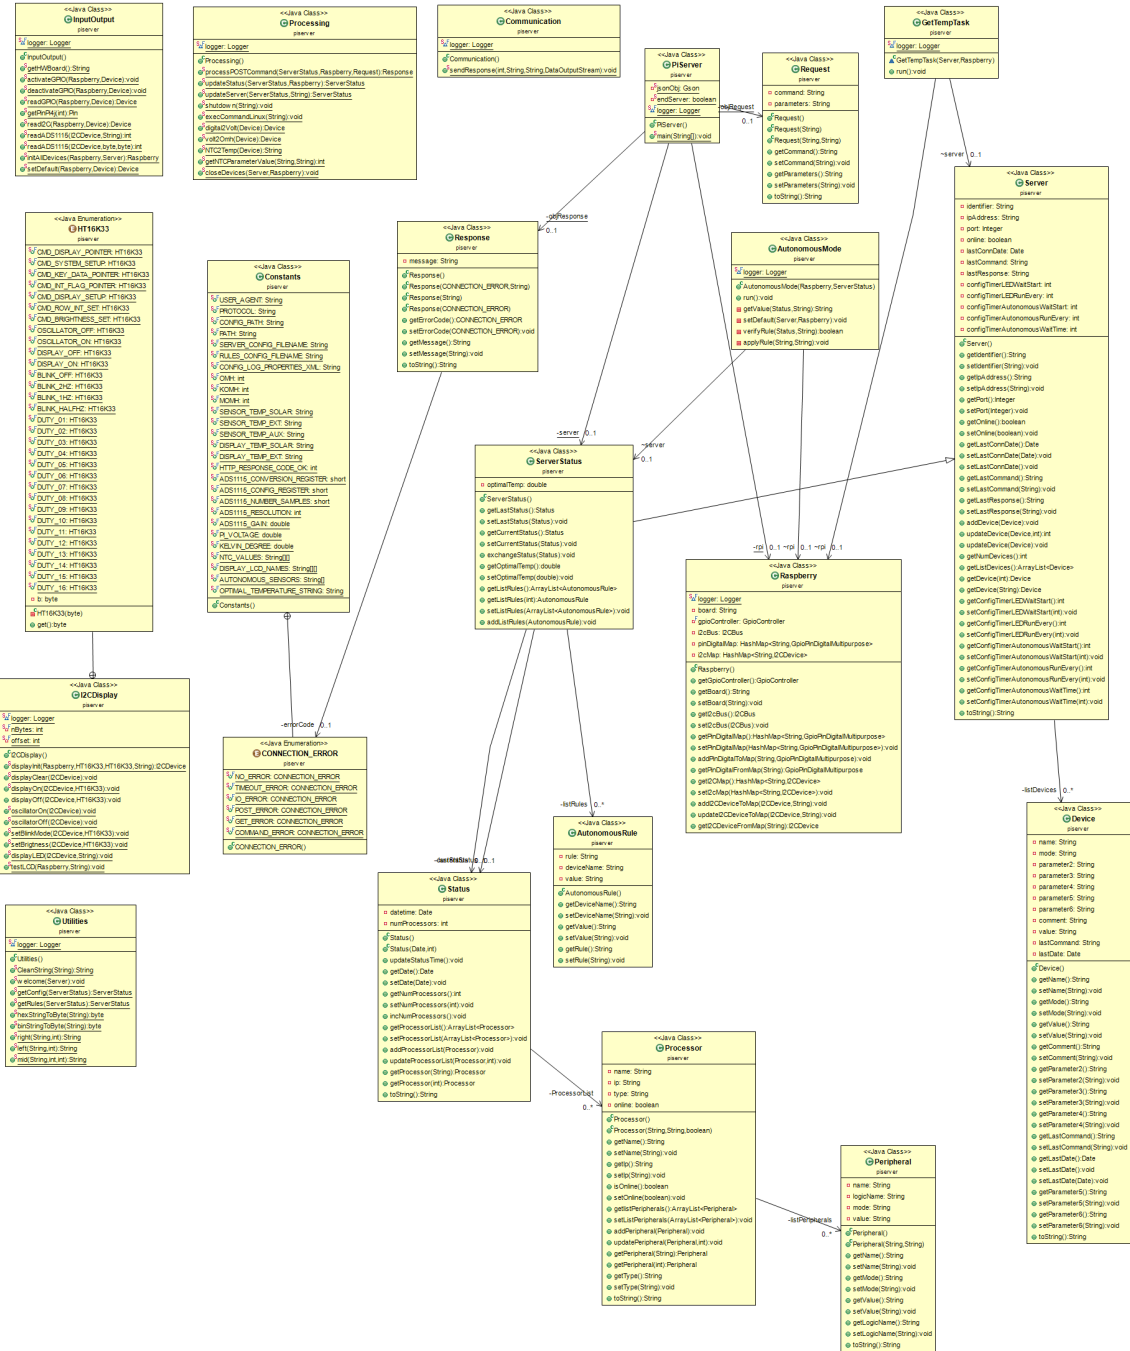 <<Java Class>>
InputOutput
piserver
logger: Logger
InputOutput()
getHWBoard():String
activateGPIO(Raspberry,Device):void
deactivateGPIO(Raspberry,Device):void
readGPIO(Raspberry,Device):Device
getPinPi4j(int):Pin
readI2C(Raspberry,Device):Device
readADS1115(I2CDevice,String):int
readADS1115(I2CDevice,byte,byte):int
initAllDevices(Raspberry,Server):Raspberry
setDefault(Raspberry,Device):Device
<<Java Class>>
Processing
piserver
logger: Logger
Processing()
processPOSTCommand(ServerStatus,Raspberry,Request):Response
updateStatus(ServerStatus,Raspberry):ServerStatus
updateServer(ServerStatus,String):ServerStatus
shutdown(String):void
execCommandLinux(String):void
digital2Volt(Device):Device
volt2Omh(Device):Device
NTC2Temp(Device):String
getNTCParameterValue(String,String):int
closeDevices(Server,Raspberry):void
<<Java Class>>
Communication
piserver
logger: Logger
Communication()
sendResponse(int,String,String,DataOutputStream):void
<<Java Class>>
PiServer
piserver
jsonObj: Gson
endServer: boolean
logger: Logger
PiServer()
main(String[]):void
-objRequest
0..1
<<Java Class>>
Request
piserver
command: String
parameters: String
Request()
Request(String)
Request(String,String)
getCommand():String
setCommand(String):void
getParameters():String
setParameters(String):void
toString():String
<<Java Class>>
GetTempTask
piserver
logger: Logger
GetTempTask(Server,Raspberry)
run():void
~server
0..1
<<Java Class>>
Server
piserver
identifier: String
ipAddress: String
port: Integer
online: boolean
lastConnDate: Date
lastCommand: String
lastResponse: String
configTimerLEDWaitStart: int
configTimerLEDRunEvery: int
configTimerAutonomousWaitStart: int
configTimerAutonomousRunEvery: int
configTimerAutonomousWaitTime: int
Server()
getIdentifier():String
setIdentifier(String):void
getIpAddress():String
setIpAddress(String):void
getPort():Integer
setPort(Integer):void
getOnline():boolean
setOnline(boolean):void
getLastConnDate():Date
setLastConnDate(Date):void
setLastConnDate():void
getLastCommand():String
setLastCommand(String):void
getLastResponse():String
setLastResponse(String):void
addDevice(Device):void
updateDevice(Device,int):int
updateDevice(Device):void
getNumDevices():int
getListDevices():ArrayList<Device>
getDevice(int):Device
getDevice(String):Device
getConfigTimerLEDWaitStart():int
setConfigTimerLEDWaitStart(int):void
getConfigTimerLEDRunEvery():int
setConfigTimerLEDRunEvery(int):void
getConfigTimerAutonomousWaitStart():int
setConfigTimerAutonomousWaitStart(int):void
getConfigTimerAutonomousRunEvery():int
setConfigTimerAutonomousRunEvery(int):void
getConfigTimerAutonomousWaitTime():int
setConfigTimerAutonomousWaitTime(int):void
toString():String
<<Java Enumeration>>
HT16K33
piserver
CMD_DISPLAY_POINTER: HT16K33
CMD_SYSTEM_SETUP: HT16K33
CMD_KEY_DATA_POINTER: HT16K33
CMD_INT_FLAG_POINTER: HT16K33
CMD_DISPLAY_SETUP: HT16K33
CMD_ROW_INT_SET: HT16K33
CMD_BRIGHTNESS_SET: HT16K33
OSCILLATOR_OFF: HT16K33
OSCILLATOR_ON: HT16K33
DISPLAY_OFF: HT16K33
DISPLAY_ON: HT16K33
BLINK_OFF: HT16K33
BLINK_2HZ: HT16K33
BLINK_1HZ: HT16K33
BLINK_HALFHZ: HT16K33
DUTY_01: HT16K33
DUTY_02: HT16K33
DUTY_03: HT16K33
DUTY_04: HT16K33
DUTY_05: HT16K33
DUTY_06: HT16K33
DUTY_07: HT16K33
DUTY_08: HT16K33
DUTY_09: HT16K33
DUTY_10: HT16K33
DUTY_11: HT16K33
DUTY_12: HT16K33
DUTY_13: HT16K33
DUTY_14: HT16K33
DUTY_15: HT16K33
DUTY_16: HT16K33
b: byte
HT16K33(byte)
get():byte
<<Java Class>>
Constants
piserver
USER_AGENT: String
PROTOCOL: String
CONFIG_PATH: String
PATH: String
SERVER_CONFIG_FILENAME: String
RULES_CONFIG_FILENAME: String
CONFIG_LOG_PROPERTIES_XML: String
OMH: int
KOMH: int
MOMH: int
SENSOR_TEMP_SOLAR: String
SENSOR_TEMP_EXT: String
SENSOR_TEMP_AUX: String
DISPLAY_TEMP_SOLAR: String
DISPLAY_TEMP_EXT: String
HTTP_RESPONSE_CODE_OK: int
ADS1115_CONVERSION_REGISTER: short
ADS1115_CONFIG_REGISTER: short
ADS1115_NUMBER_SAMPLES: short
ADS1115_RESOLUTION: int
ADS1115_GAIN: double
PI_VOLTAGE: double
KELVIN_DEGREE: double
NTC_VALUES: String[][]
DISPLAY_LCD_NAMES: String[][]
AUTONOMOUS_SENSORS: String[]
OPTIMAL_TEMPERATURE_STRING: String
Constants()
-objResponse
0..1
<<Java Class>>
Response
piserver
message: String
Response()
Response(CONNECTION_ERROR,String)
Response(String)
Response(CONNECTION_ERROR)
getErrorCode():CONNECTION_ERROR
setErrorCode(CONNECTION_ERROR):void
getMessage():String
setMessage(String):void
toString():String
<<Java Class>>
AutonomousMode
piserver
logger: Logger
AutonomousMode(Raspberry,ServerStatus)
run():void
getValue(Status,String):String
setDefault(Server,Raspberry):void
verifyRule(Status,String):boolean
applyRule(String,String):void
-server
0..1
~server
0..1
<<Java Class>>
ServerStatus
piserver
optimalTemp: double
ServerStatus()
getLastStatus():Status
setLastStatus(Status):void
getCurrentStatus():Status
setCurrentStatus(Status):void
exchangeStatus(Status):void
getOptimalTemp():double
setOptimalTemp(double):void
getListRules():ArrayList<AutonomousRule>
getListRules(int):AutonomousRule
setListRules(ArrayList<AutonomousRule>):void
addListRules(AutonomousRule):void
-rpi
0..1
~rpi
0..1
~rpi
0..1
<<Java Class>>
Raspberry
piserver
logger: Logger
board: String
gpioController: GpioController
i2cBus: I2CBus
pinDigitalMap: HashMap<String,GpioPinDigitalMultipurpose>
i2cMap: HashMap<String,I2CDevice>
Raspberry()
getGpioController():GpioController
getBoard():String
setBoard(String):void
getI2cBus():I2CBus
setI2cBus(I2CBus):void
getPinDigitalMap():HashMap<String,GpioPinDigitalMultipurpose>
setPinDigitalMap(HashMap<String,GpioPinDigitalMultipurpose>):void
addPinDigitalToMap(String,GpioPinDigitalMultipurpose):void
getPinDigitalFromMap(String):GpioPinDigitalMultipurpose
getI2CMap():HashMap<String,I2CDevice>
setI2cMap(HashMap<String,I2CDevice>):void
addI2CDeviceToMap(I2CDevice,String):void
updateI2CDeviceToMap(I2CDevice,String):void
getI2CDeviceFromMap(String):I2CDevice
<<Java Class>>
I2CDisplay
piserver
logger: Logger
nBytes: int
offset: int
I2CDisplay()
displayInit(Raspberry,HT16K33,HT16K33,String):I2CDevice
displayClear(I2CDevice):void
displayOn(I2CDevice,HT16K33):void
displayOff(I2CDevice,HT16K33):void
oscillatorOn(I2CDevice):void
oscillatorOff(I2CDevice):void
setBlinkMode(I2CDevice,HT16K33):void
setBrigtness(I2CDevice,HT16K33):void
displayLED(I2CDevice,String):void
testLCD(Raspberry,String):void
-errorCode
0..1
<<Java Enumeration>>
CONNECTION_ERROR
piserver
NO_ERROR: CONNECTION_ERROR
TIMEOUT_ERROR: CONNECTION_ERROR
IO_ERROR: CONNECTION_ERROR
POST_ERROR: CONNECTION_ERROR
GET_ERROR: CONNECTION_ERROR
COMMAND_ERROR: CONNECTION_ERROR
CONNECTION_ERROR()
-listRules
0..*
<<Java Class>>
AutonomousRule
piserver
rule: String
deviceName: String
value: String
AutonomousRule()
getDeviceName():String
setDeviceName(String):void
getValue():String
setValue(String):void
getRule():String
setRule(String):void
-listDevices
0..*
<<Java Class>>
Device
piserver
name: String
mode: String
parameter2: String
parameter3: String
parameter4: String
parameter5: String
parameter6: String
comment: String
value: String
lastCommand: String
lastDate: Date
Device()
getName():String
setName(String):void
getMode():String
setMode(String):void
getValue():String
setValue(String):void
getComment():String
setComment(String):void
getParameter2():String
setParameter2(String):void
getParameter3():String
setParameter3(String):void
getParameter4():String
setParameter4(String):void
getLastCommand():String
setLastCommand(String):void
getLastDate():Date
setLastDate():void
setLastDate(Date):void
getParameter5():String
setParameter5(String):void
getParameter6():String
setParameter6(String):void
toString():String
0..1
<<Java Class>>
Status
piserver
datetime: Date
numProcessors: int
Status()
Status(Date,int)
updateStatusTime():void
getDate():Date
setDate(Date):void
getNumProcessors():int
setNumProcessors(int):void
incNumProcessors():void
getProcessorList():ArrayList<Processor>
setProcessorList(ArrayList<Processor>):void
addProcessorList(Processor):void
updateProcessorList(Processor,int):void
getProcessor(String):Processor
getProcessor(int):Processor
toString():String
<<Java Class>>
Utilities
piserver
logger: Logger
Utilities()
CleanString(String):String
welcome(Server):void
getConfig(ServerStatus):ServerStatus
getRules(ServerStatus):ServerStatus
hexStringToByte(String):byte
binStringToByte(String):byte
right(String,int):String
left(String,int):String
mid(String,int,int):String
-ProcessorList
0..*
<<Java Class>>
Processor
piserver
name: String
ip: String
type: String
online: boolean
Processor()
Processor(String,String,boolean)
getName():String
setName(String):void
getIp():String
setIp(String):void
isOnline():boolean
setOnline(boolean):void
getlistPeripherals():ArrayList<Peripheral>
setListPeripherals(ArrayList<Peripheral>):void
addPeripheral(Peripheral):void
updatePeripheral(Peripheral,int):void
getPeripheral(String):Peripheral
getPeripheral(int):Peripheral
getType():String
setType(String):void
toString():String
-listPeripherals
0..*
<<Java Class>>
Peripheral
piserver
name: String
logicName: String
mode: String
value: String
Peripheral()
Peripheral(String,String)
getName():String
setName(String):void
getMode():String
setMode(String):void
getValue():String
setValue(String):void
getLogicName():String
setLogicName(String):void
toString():String